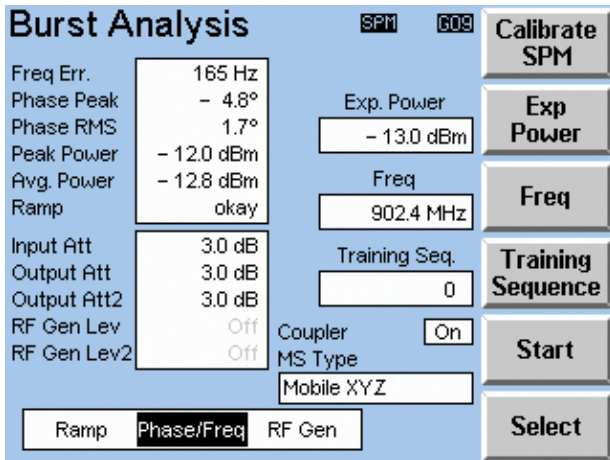 Burst Analysis SPM G09
Freq Err. 165 Hz
Phase Peak – 4.8°
Phase RMS 1.7°
Peak Power – 12.0 dBm
Avg. Power – 12.8 dBm
Ramp okay
Input Att 3.0 dB
Output Att 3.0 dB
Output Att2 3.0 dB
RF Gen Lev Off
RF Gen Lev2 Off
Exp. Power
– 13.0 dBm
Freq
902.4 MHz
Training Seq.
0
Coupler On
MS Type
Mobile XYZ
Ramp Phase/Freq RF Gen
Calibrate
SPM
Exp
Power
Freq
Training
Sequence
Start
Select